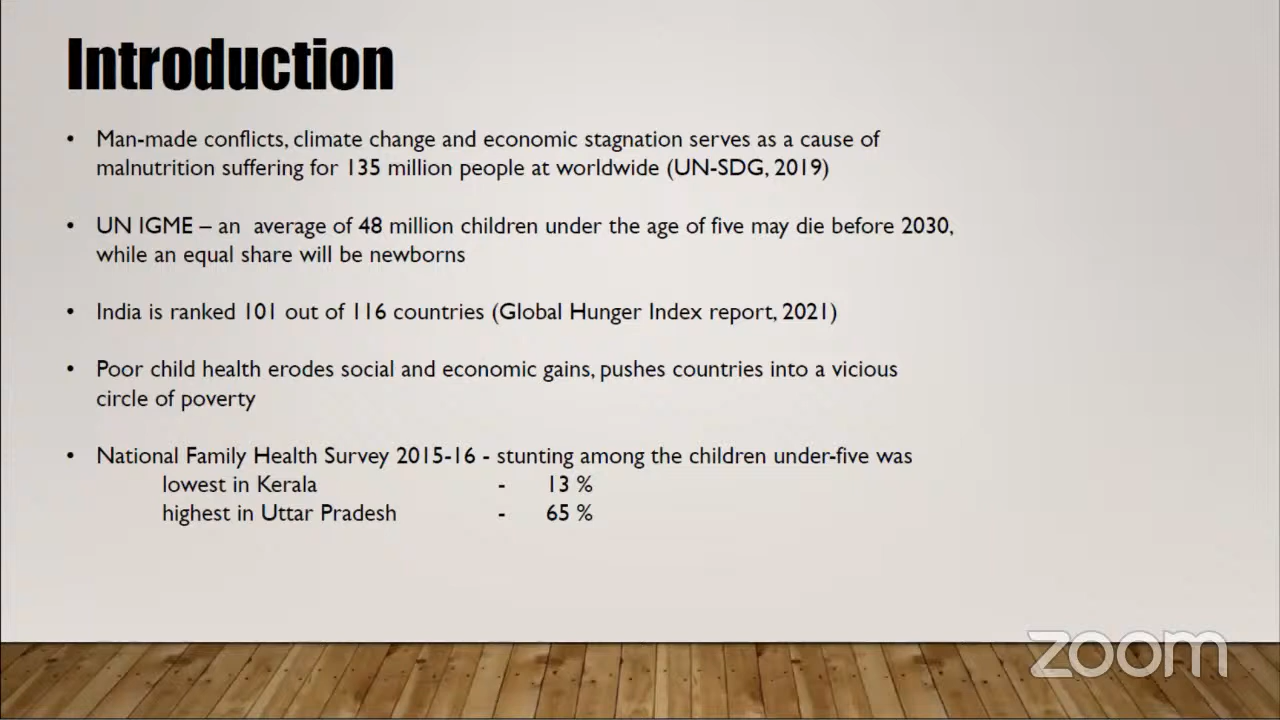 Introduction
• Man-made conflicts, climate change and economic stagnation serves as a cause of
malnutrition suffering for 135 million people at worldwide (UN-SDG, 2019)
• UN IGME – an average of 48 million children under the age of five may die before 2030,
while an equal share will be newborns
• India is ranked 101 out of 116 countries (Global Hunger Index report, 2021)
• Poor child health erodes social and economic gains, pushes countries into a vicious
circle of poverty
• National Family Health Survey 2015-16 - stunting among the children under-five was
lowest in Kerala - 13 %
highest in Uttar Pradesh - 65 %
zoom